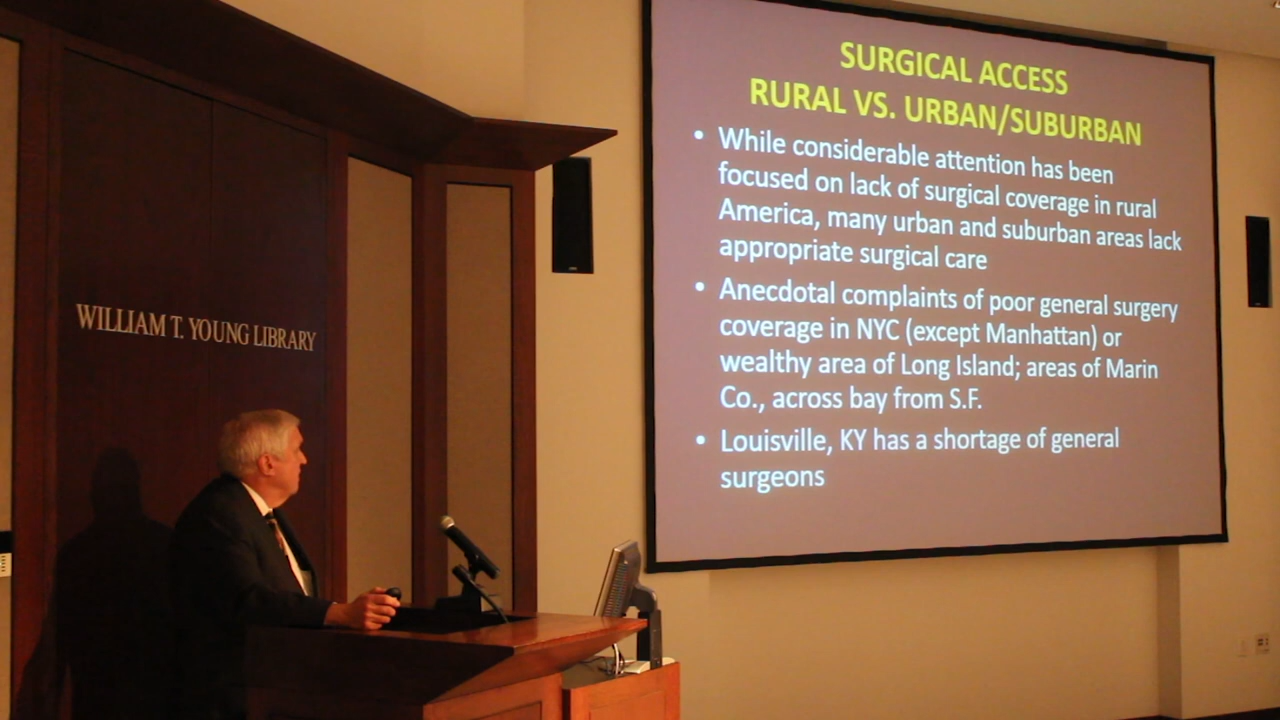 WILLIAM T. YOUNG LIBRARY
SURGICAL ACCESS
RURAL VS. URBAN/SUBURBAN
• While considerable attention has been
focused on lack of surgical coverage in rural
America, many urban and suburban areas lack
appropriate surgical care
• Anecdotal complaints of poor general surgery
coverage in NYC (except Manhattan) or
wealthy area of Long Island; areas of Marin
Co., across bay from S.F.
• Louisville, KY has a shortage of general
surgeons